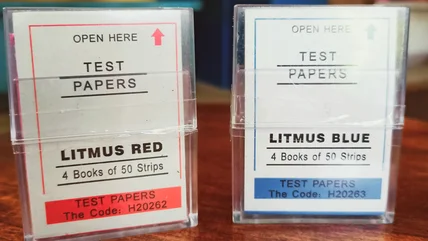 OPEN HERE
TEST
PAPERS
LITMUS RED
4 Books of 50 Strips
TEST PAPERS
The Code: H20262
OPEN HERE
TEST
PAPERS
LITMUS BLUE
4 Books of 50 Strips
TEST PAPERS
The Code: H20263